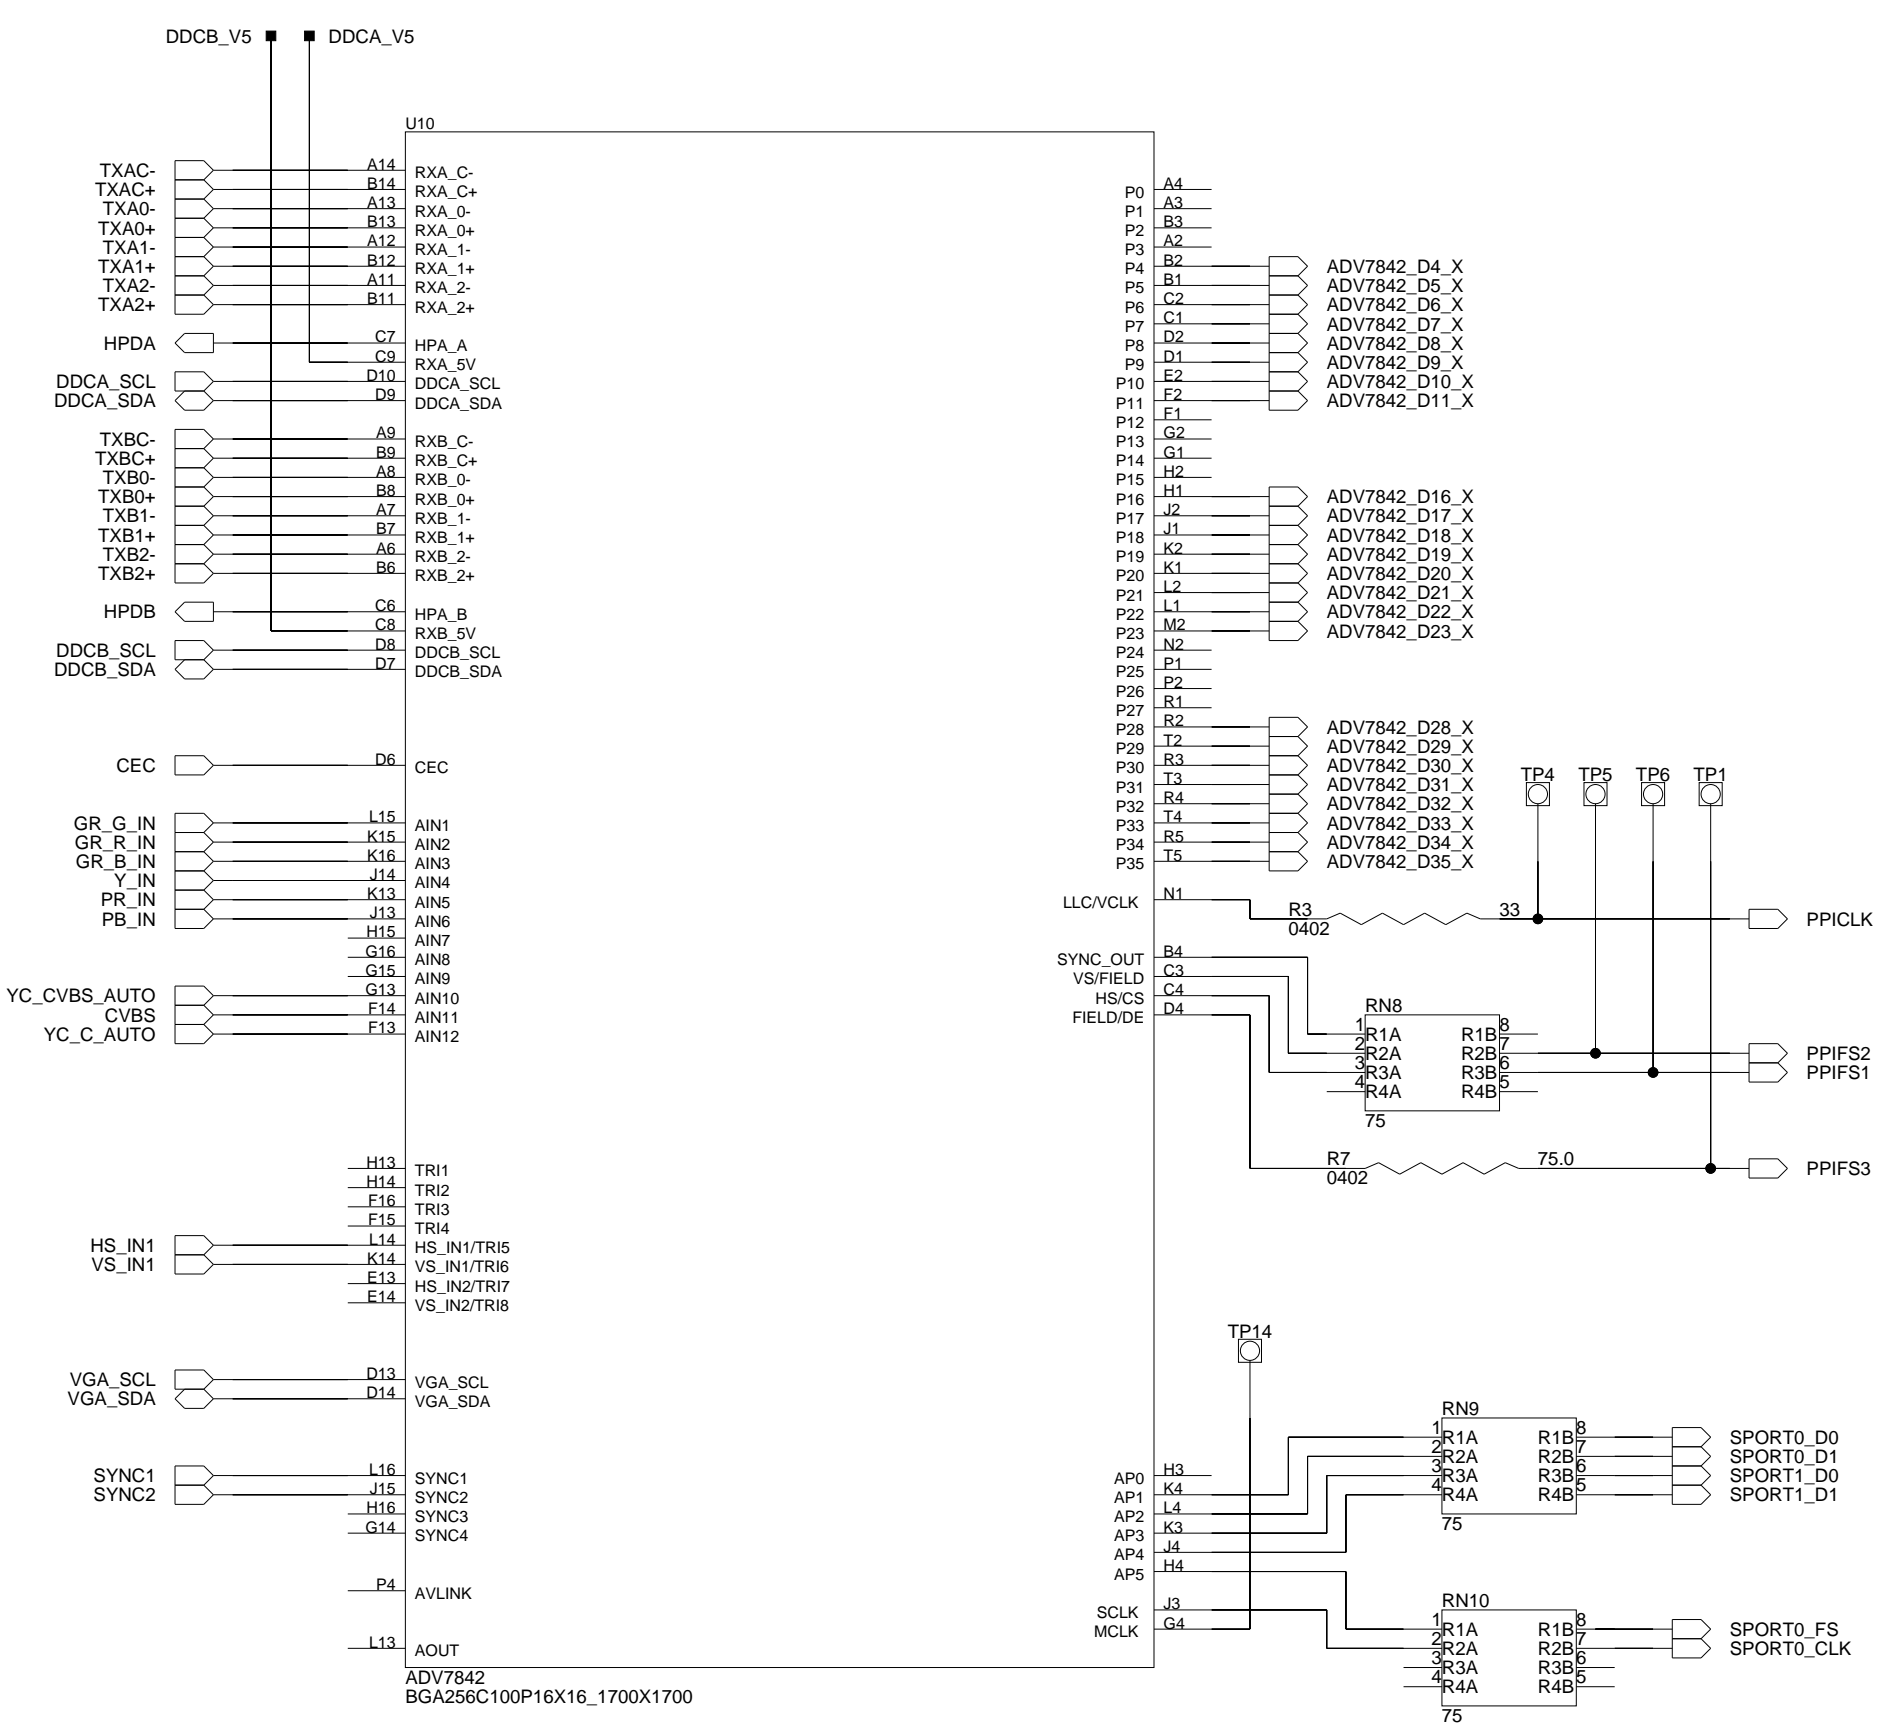 DDCB_V5 DDCA_V5
U10
TXAC- A14 RXA_C-
TXAC+ B14 RXA_C+
TXA0- A13 RXA_0-
TXA0+ B13 RXA_0+
TXA1- A12 RXA_1-
TXA1+ B12 RXA_1+
TXA2- A11 RXA_2-
TXA2+ B11 RXA_2+
HPDA C7 HPA_A
C9 RXA_5V
DDCA_SCL D10 DDCA_SCL
DDCA_SDA D9 DDCA_SDA
TXBC- A9 RXB_C-
TXBC+ B9 RXB_C+
TXB0- A8 RXB_0-
TXB0+ B8 RXB_0+
TXB1- A7 RXB_1-
TXB1+ B7 RXB_1+
TXB2- A6 RXB_2-
TXB2+ B6 RXB_2+
HPDB C6 HPA_B
C8 RXB_5V
DDCB_SCL D8 DDCB_SCL
DDCB_SDA D7 DDCB_SDA
CEC D6 CEC
GR_G_IN L15 AIN1
GR_R_IN K15 AIN2
GR_B_IN K16 AIN3
Y_IN J14 AIN4
PR_IN K13 AIN5
PB_IN J13 AIN6
H15 AIN7
G16 AIN8
G15 AIN9
YC_CVBS_AUTO G13 AIN10
CVBS F14 AIN11
YC_C_AUTO F13 AIN12
H13 TRI1
H14 TRI2
F16 TRI3
F15 TRI4
HS_IN1 L14 HS_IN1/TRI5
VS_IN1 K14 VS_IN1/TRI6
E13 HS_IN2/TRI7
E14 VS_IN2/TRI8
VGA_SCL D13 VGA_SCL
VGA_SDA D14 VGA_SDA
SYNC1 L16 SYNC1
SYNC2 J15 SYNC2
H16 SYNC3
G14 SYNC4
P4 AVLINK
L13 AOUT
ADV7842
BGA256C100P16X16_1700X1700
P0 A4
P1 A3
P2 B3
P3 A2
P4 B2 ADV7842_D4_X
P5 B1 ADV7842_D5_X
P6 C2 ADV7842_D6_X
P7 C1 ADV7842_D7_X
P8 D2 ADV7842_D8_X
P9 D1 ADV7842_D9_X
P10 E2 ADV7842_D10_X
P11 F2 ADV7842_D11_X
P12 F1
P13 G2
P14 G1
P15 H2
P16 H1 ADV7842_D16_X
P17 J2 ADV7842_D17_X
P18 J1 ADV7842_D18_X
P19 K2 ADV7842_D19_X
P20 K1 ADV7842_D20_X
P21 L2 ADV7842_D21_X
P22 L1 ADV7842_D22_X
P23 M2 ADV7842_D23_X
P24 N2
P25 P1
P26 P2
P27 R1
P28 R2 ADV7842_D28_X
P29 T2 ADV7842_D29_X
P30 R3 ADV7842_D30_X
P31 T3 ADV7842_D31_X
P32 R4 ADV7842_D32_X
P33 T4 ADV7842_D33_X
P34 R5 ADV7842_D34_X
P35 T5 ADV7842_D35_X
TP4 TP5 TP6 TP1
LLC/VCLK N1 R3 33 PPICLK
0402
SYNC_OUT B4
VS/FIELD C3
HS/CS C4
FIELD/DE D4
RN8
1 R1A R1B 8
2 R2A R2B 7 PPIFS2
3 R3A R3B 6 PPIFS1
4 R4A R4B 5
75
R7 75.0 PPIFS3
0402
TP14
RN9
1 R1A R1B 8 SPORT0_D0
2 R2A R2B 7 SPORT0_D1
3 R3A R3B 6 SPORT1_D0
4 R4A R4B 5 SPORT1_D1
75
AP0 H3
AP1 K4
AP2 L4
AP3 K3
AP4 J4
AP5 H4
SCLK J3
MCLK G4
RN10
1 R1A R1B 8 SPORT0_FS
2 R2A R2B 7 SPORT0_CLK
3 R3A R3B 6
4 R4A R4B 5
75